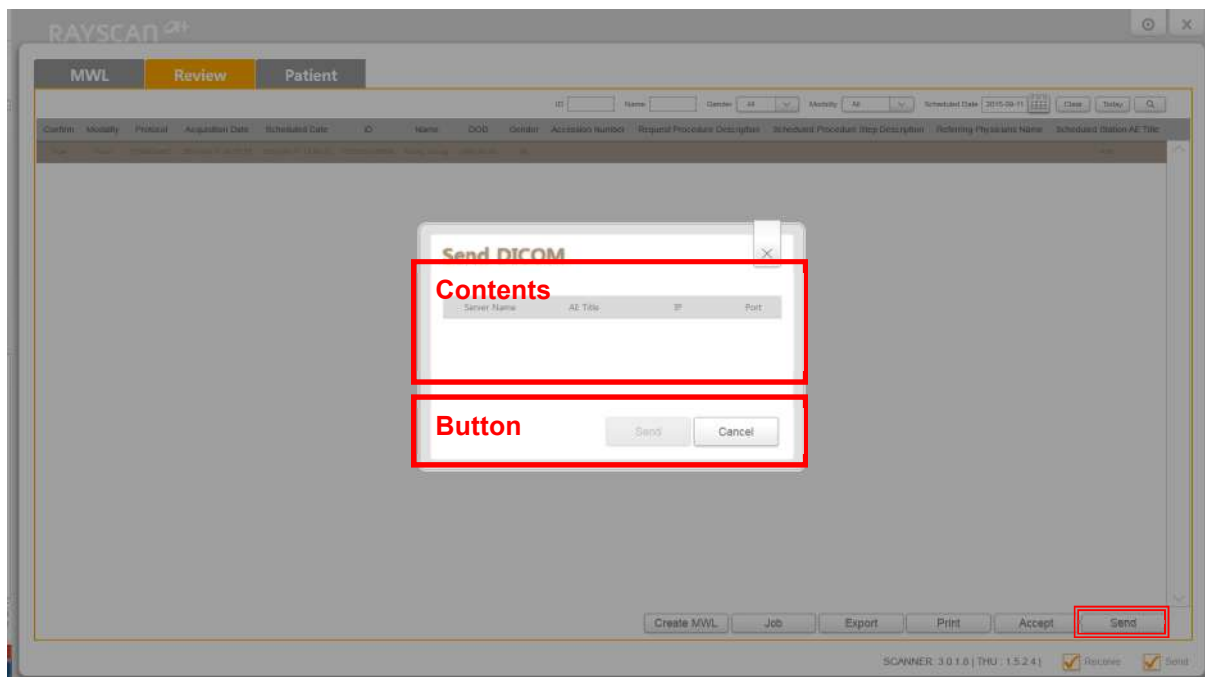 RAYSCAN α+
MWL Review Patient
ID Name Gender All Modality All Scheduled Date 2015-09-11 Clear Today
Confirm Modality Protocol Acquisition Date Scheduled Date ID Name DOB Gender Accession Number Request Procedure Description Scheduled Procedure Step Description Referring Physicians Name Scheduled Station AE Title
Send DICOM
Contents
Server Name AE Title IP Port
Button Send Cancel
Create MWL Job Export Print Accept Send
SCANNER: 3.0.1.8 | THU : 1.5.2.4 | Receive Send